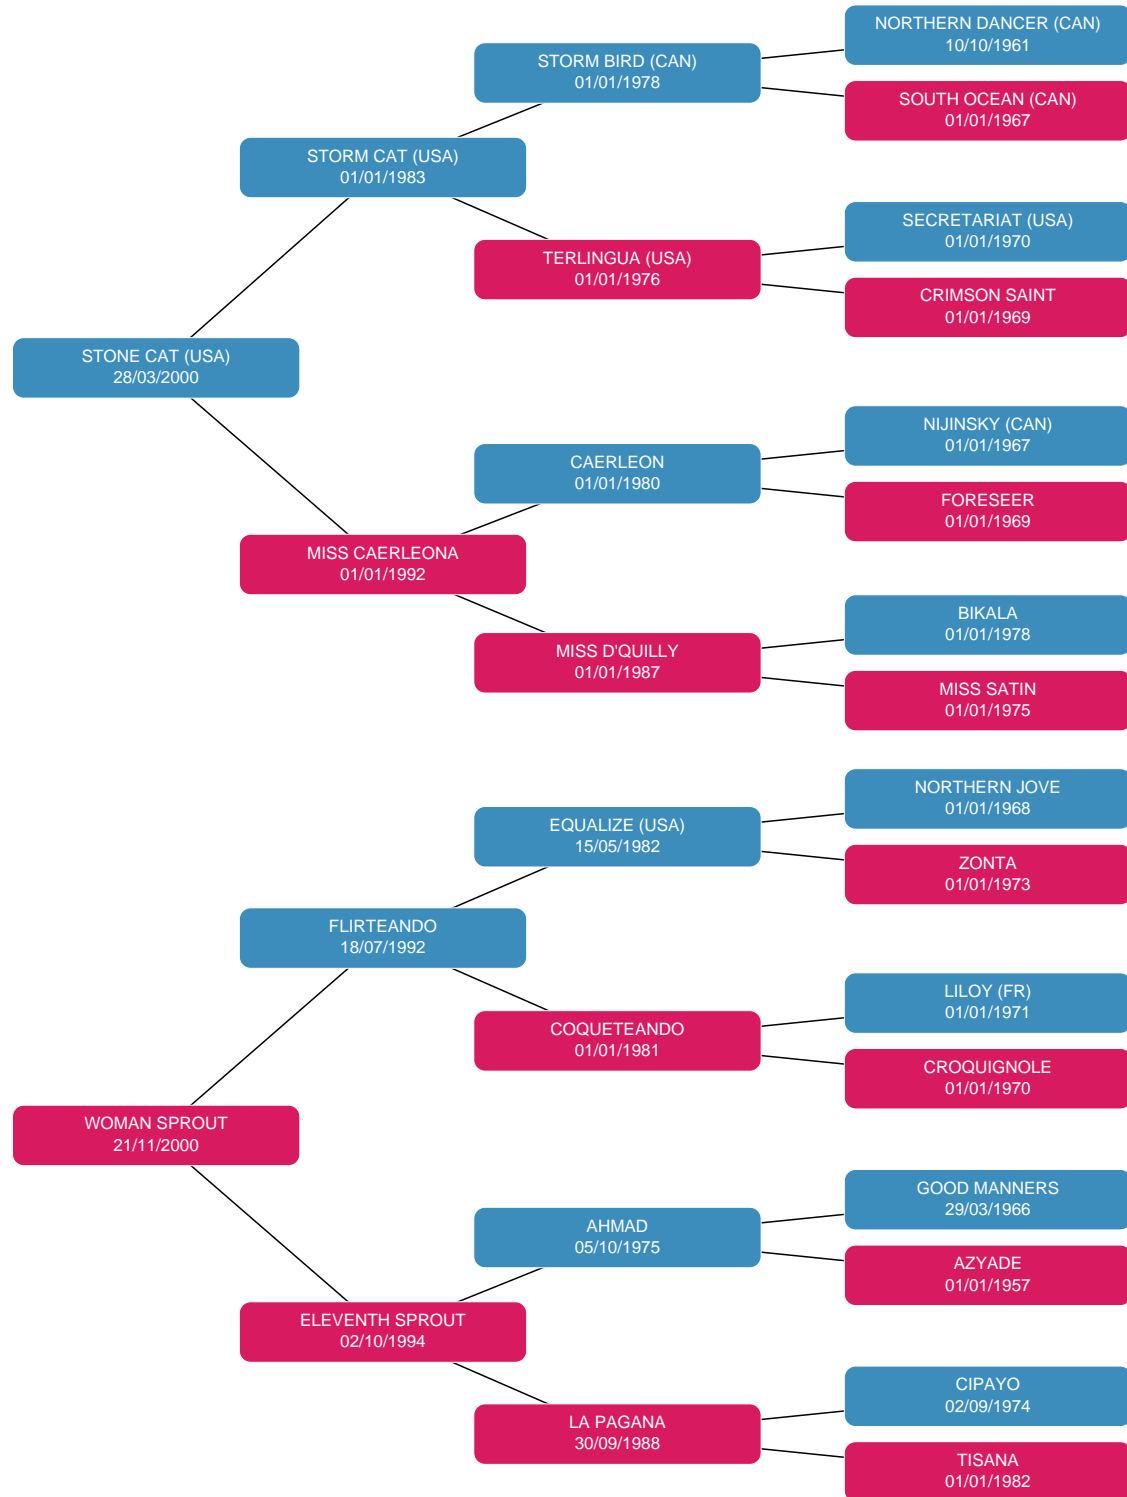 NORTHERN DANCER (CAN)
10/10/1961
STORM BIRD (CAN)
01/01/1978
SOUTH OCEAN (CAN)
01/01/1967
STORM CAT (USA)
01/01/1983
SECRETARIAT (USA)
01/01/1970
TERLINGUA (USA)
01/01/1976
CRIMSON SAINT
01/01/1969
STONE CAT (USA)
28/03/2000
NIJINSKY (CAN)
01/01/1967
CAERLEON
01/01/1980
FORESEER
01/01/1969
MISS CAERLEONA
01/01/1992
BIKALA
01/01/1978
MISS D'QUILLY
01/01/1987
MISS SATIN
01/01/1975
NORTHERN JOVE
01/01/1968
EQUALIZE (USA)
15/05/1982
ZONTA
01/01/1973
FLIRTEANDO
18/07/1992
LILOY (FR)
01/01/1971
COQUETEANDO
01/01/1981
CROQUIGNOLE
01/01/1970
WOMAN SPROUT
21/11/2000
GOOD MANNERS
29/03/1966
AHMAD
05/10/1975
AZYADE
01/01/1957
ELEVENTH SPROUT
02/10/1994
CIPAYO
02/09/1974
LA PAGANA
30/09/1988
TISANA
01/01/1982